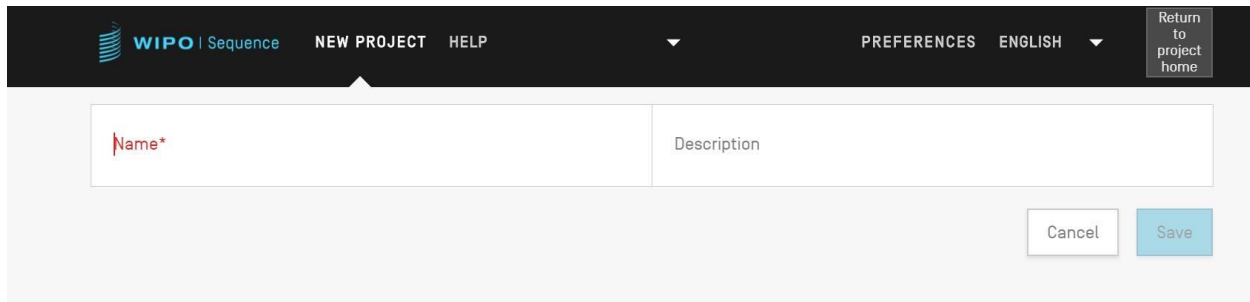 WIPO | Sequence NEW PROJECT HELP PREFERENCES ENGLISH
Return
to
project
home
Name* Description
Cancel Save